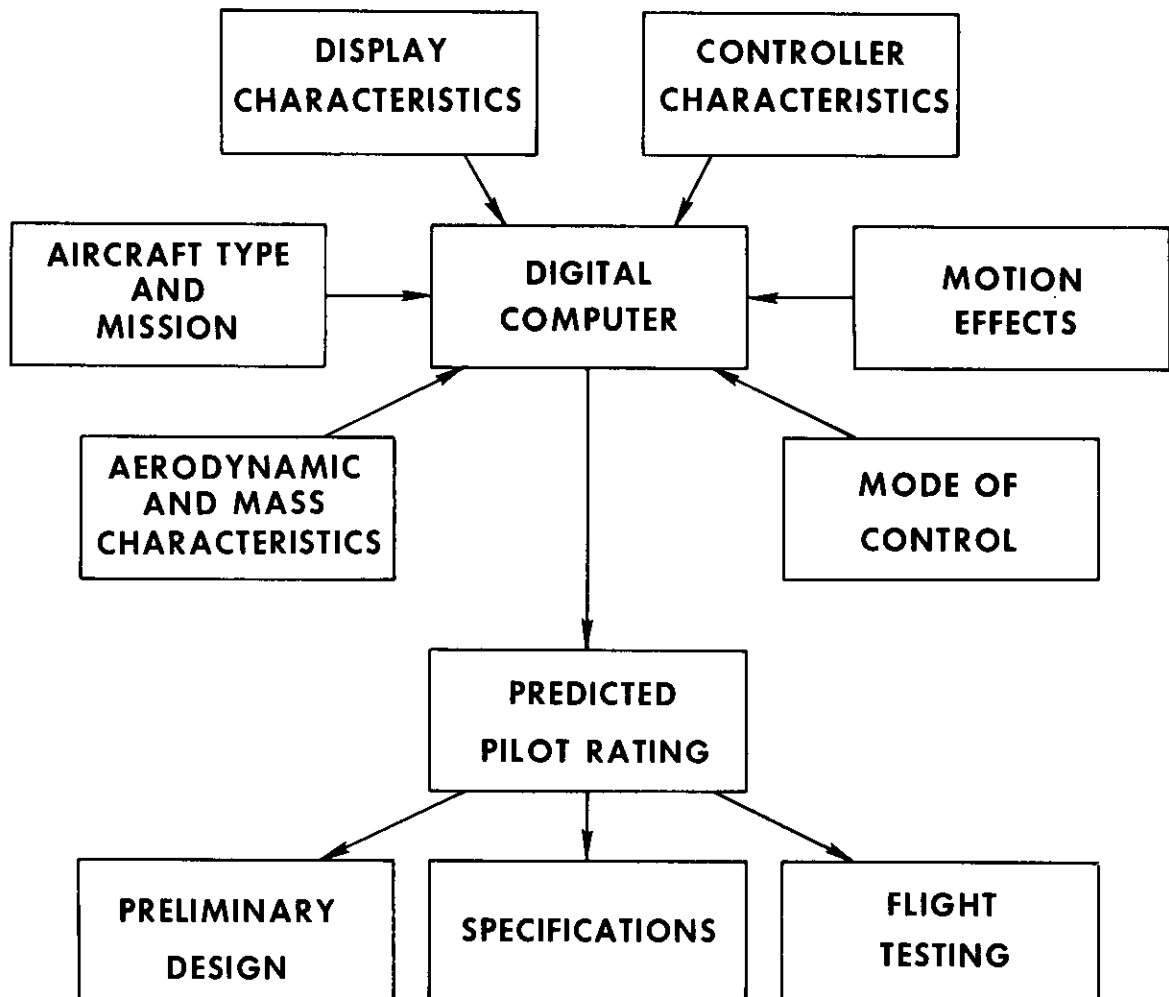 DISPLAY
CHARACTERISTICS
CONTROLLER
CHARACTERISTICS
AIRCRAFT TYPE
AND
MISSION
DIGITAL
COMPUTER
MOTION
EFFECTS
AERODYNAMIC
AND MASS
CHARACTERISTICS
MODE OF
CONTROL
PREDICTED
PILOT RATING
PRELIMINARY
DESIGN
SPECIFICATIONS
FLIGHT
TESTING